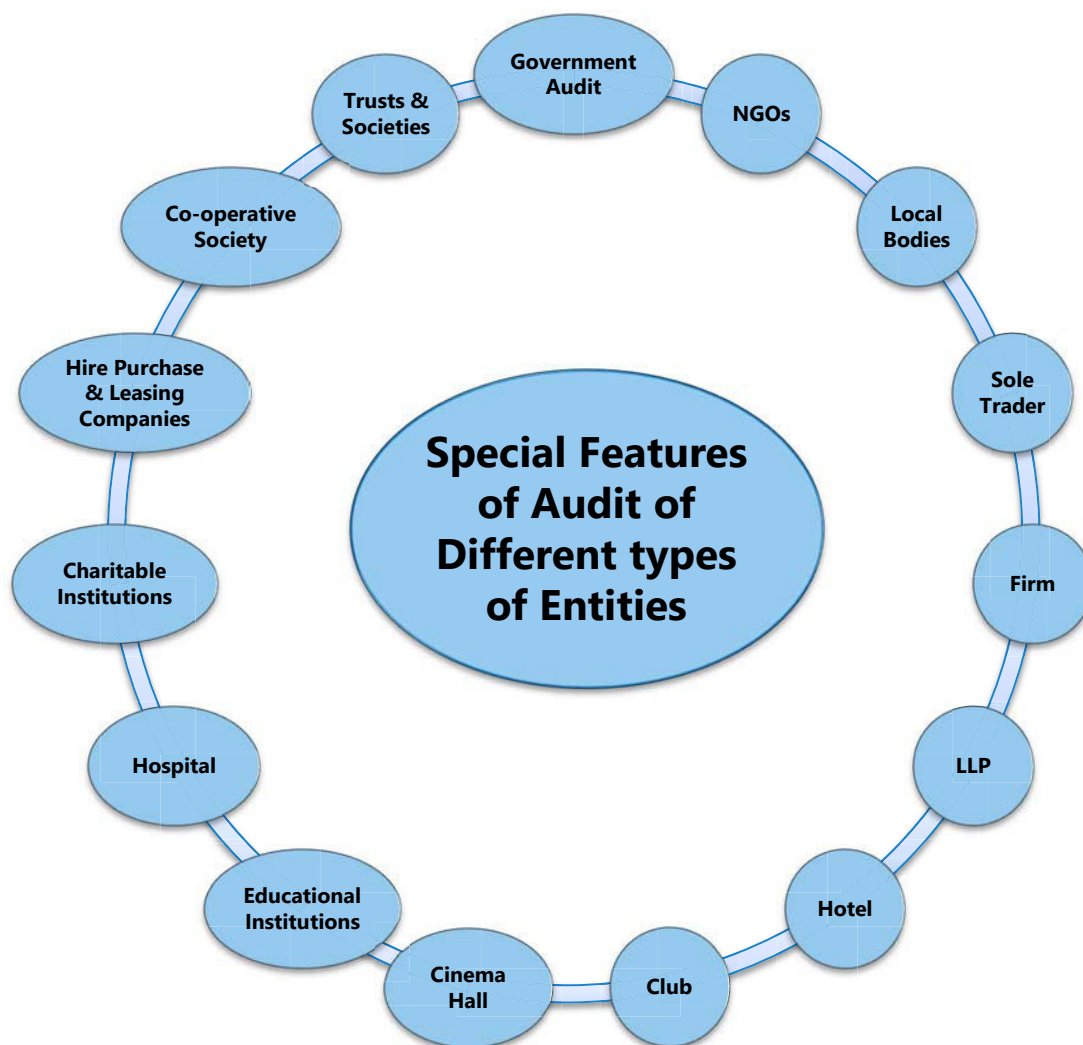 Government
Audit
NGOs
Local
Bodies
Sole
Trader
Firm
LLP
Hotel
Club
Cinema
Hall
Educational
Institutions
Hospital
Charitable
Institutions
Hire Purchase
& Leasing
Companies
Co-operative
Society
Trusts &
Societies
Special Features
of Audit of
Different types
of Entities